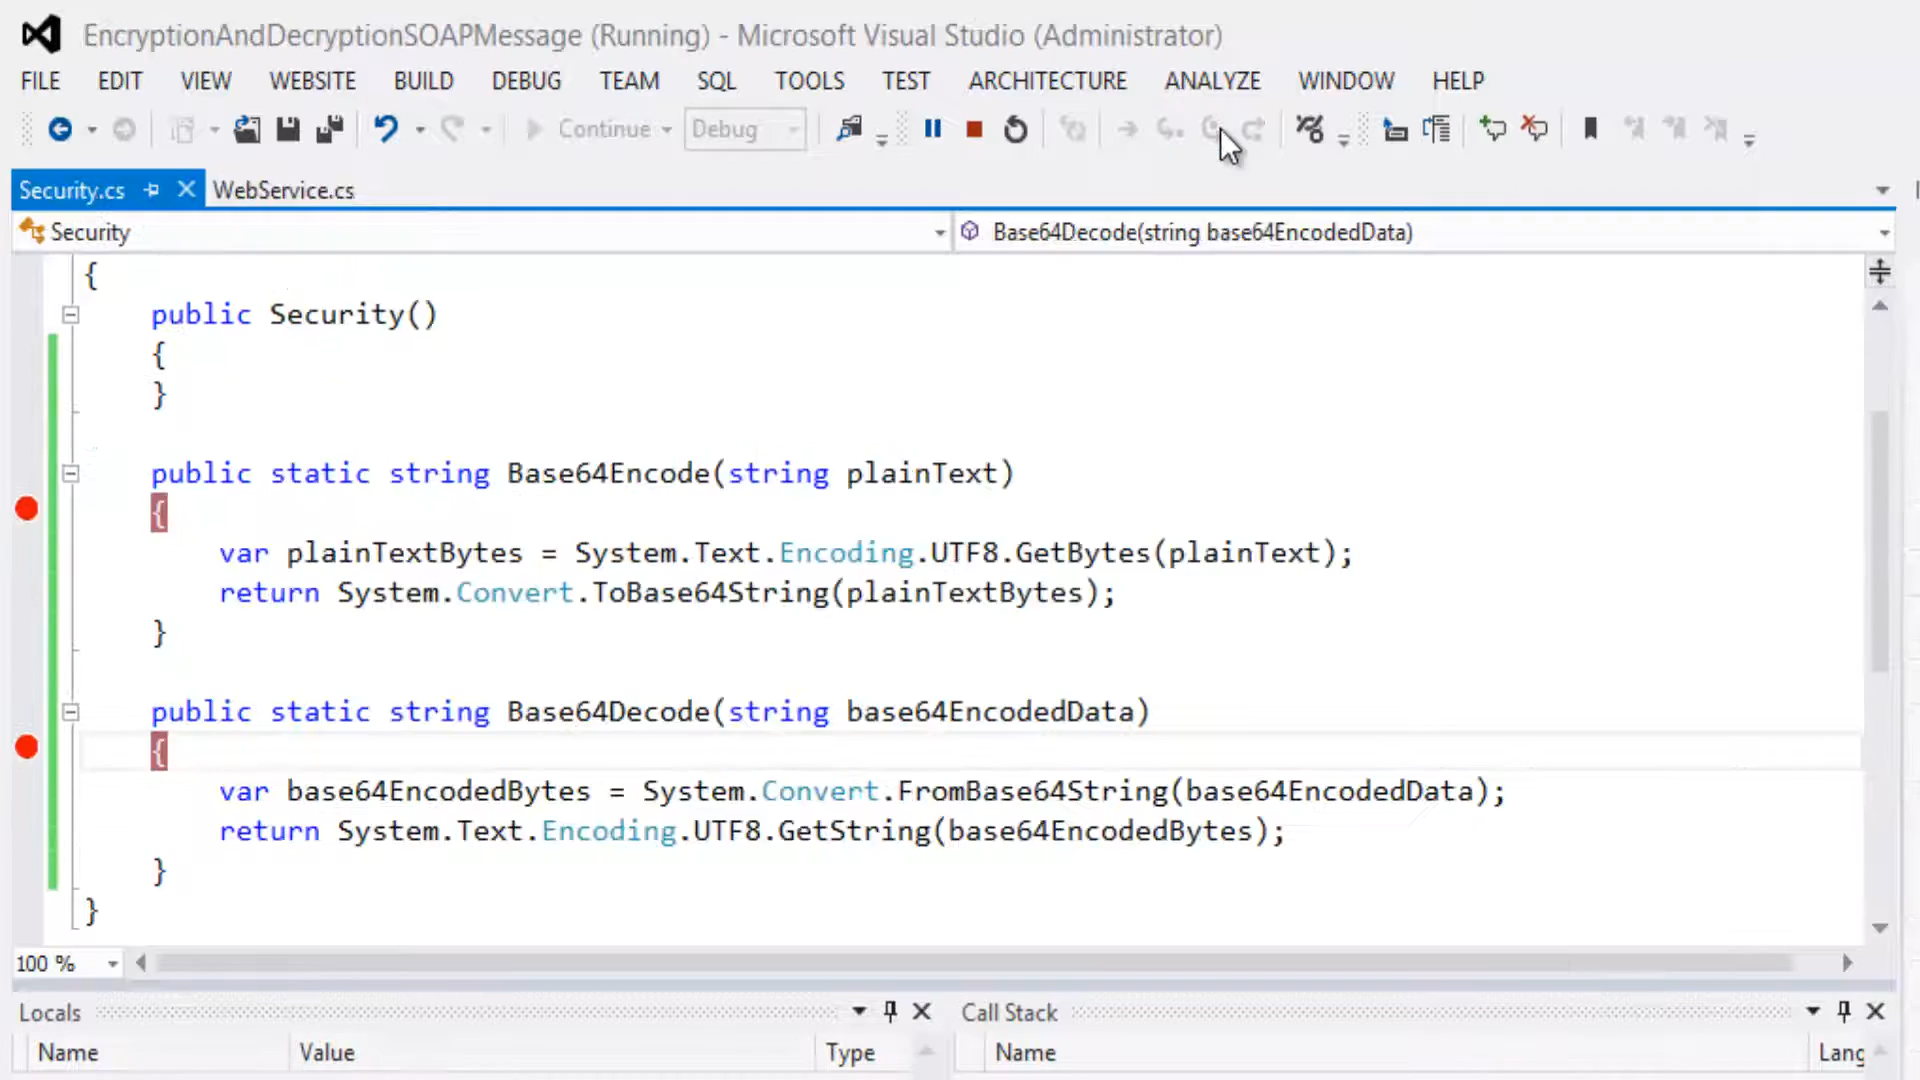 EncryptionAndDecryptionSOAPMessage (Running) - Microsoft Visual Studio (Administrator)
FILE EDIT VIEW WEBSITE BUILD DEBUG TEAM SQL TOOLS TEST ARCHITECTURE ANALYZE WINDOW HELP
Continue Debug
Security.cs WebService.cs
Security Base64Decode(string base64EncodedData)
{
public Security()
{
}
public static string Base64Encode(string plainText)
{
var plainTextBytes = System.Text.Encoding.UTF8.GetBytes(plainText);
return System.Convert.ToBase64String(plainTextBytes);
}
public static string Base64Decode(string base64EncodedData)
{
var base64EncodedBytes = System.Convert.FromBase64String(base64EncodedData);
return System.Text.Encoding.UTF8.GetString(base64EncodedBytes);
}
}
100 %
Locals Call Stack
Name Value Type Name Lang